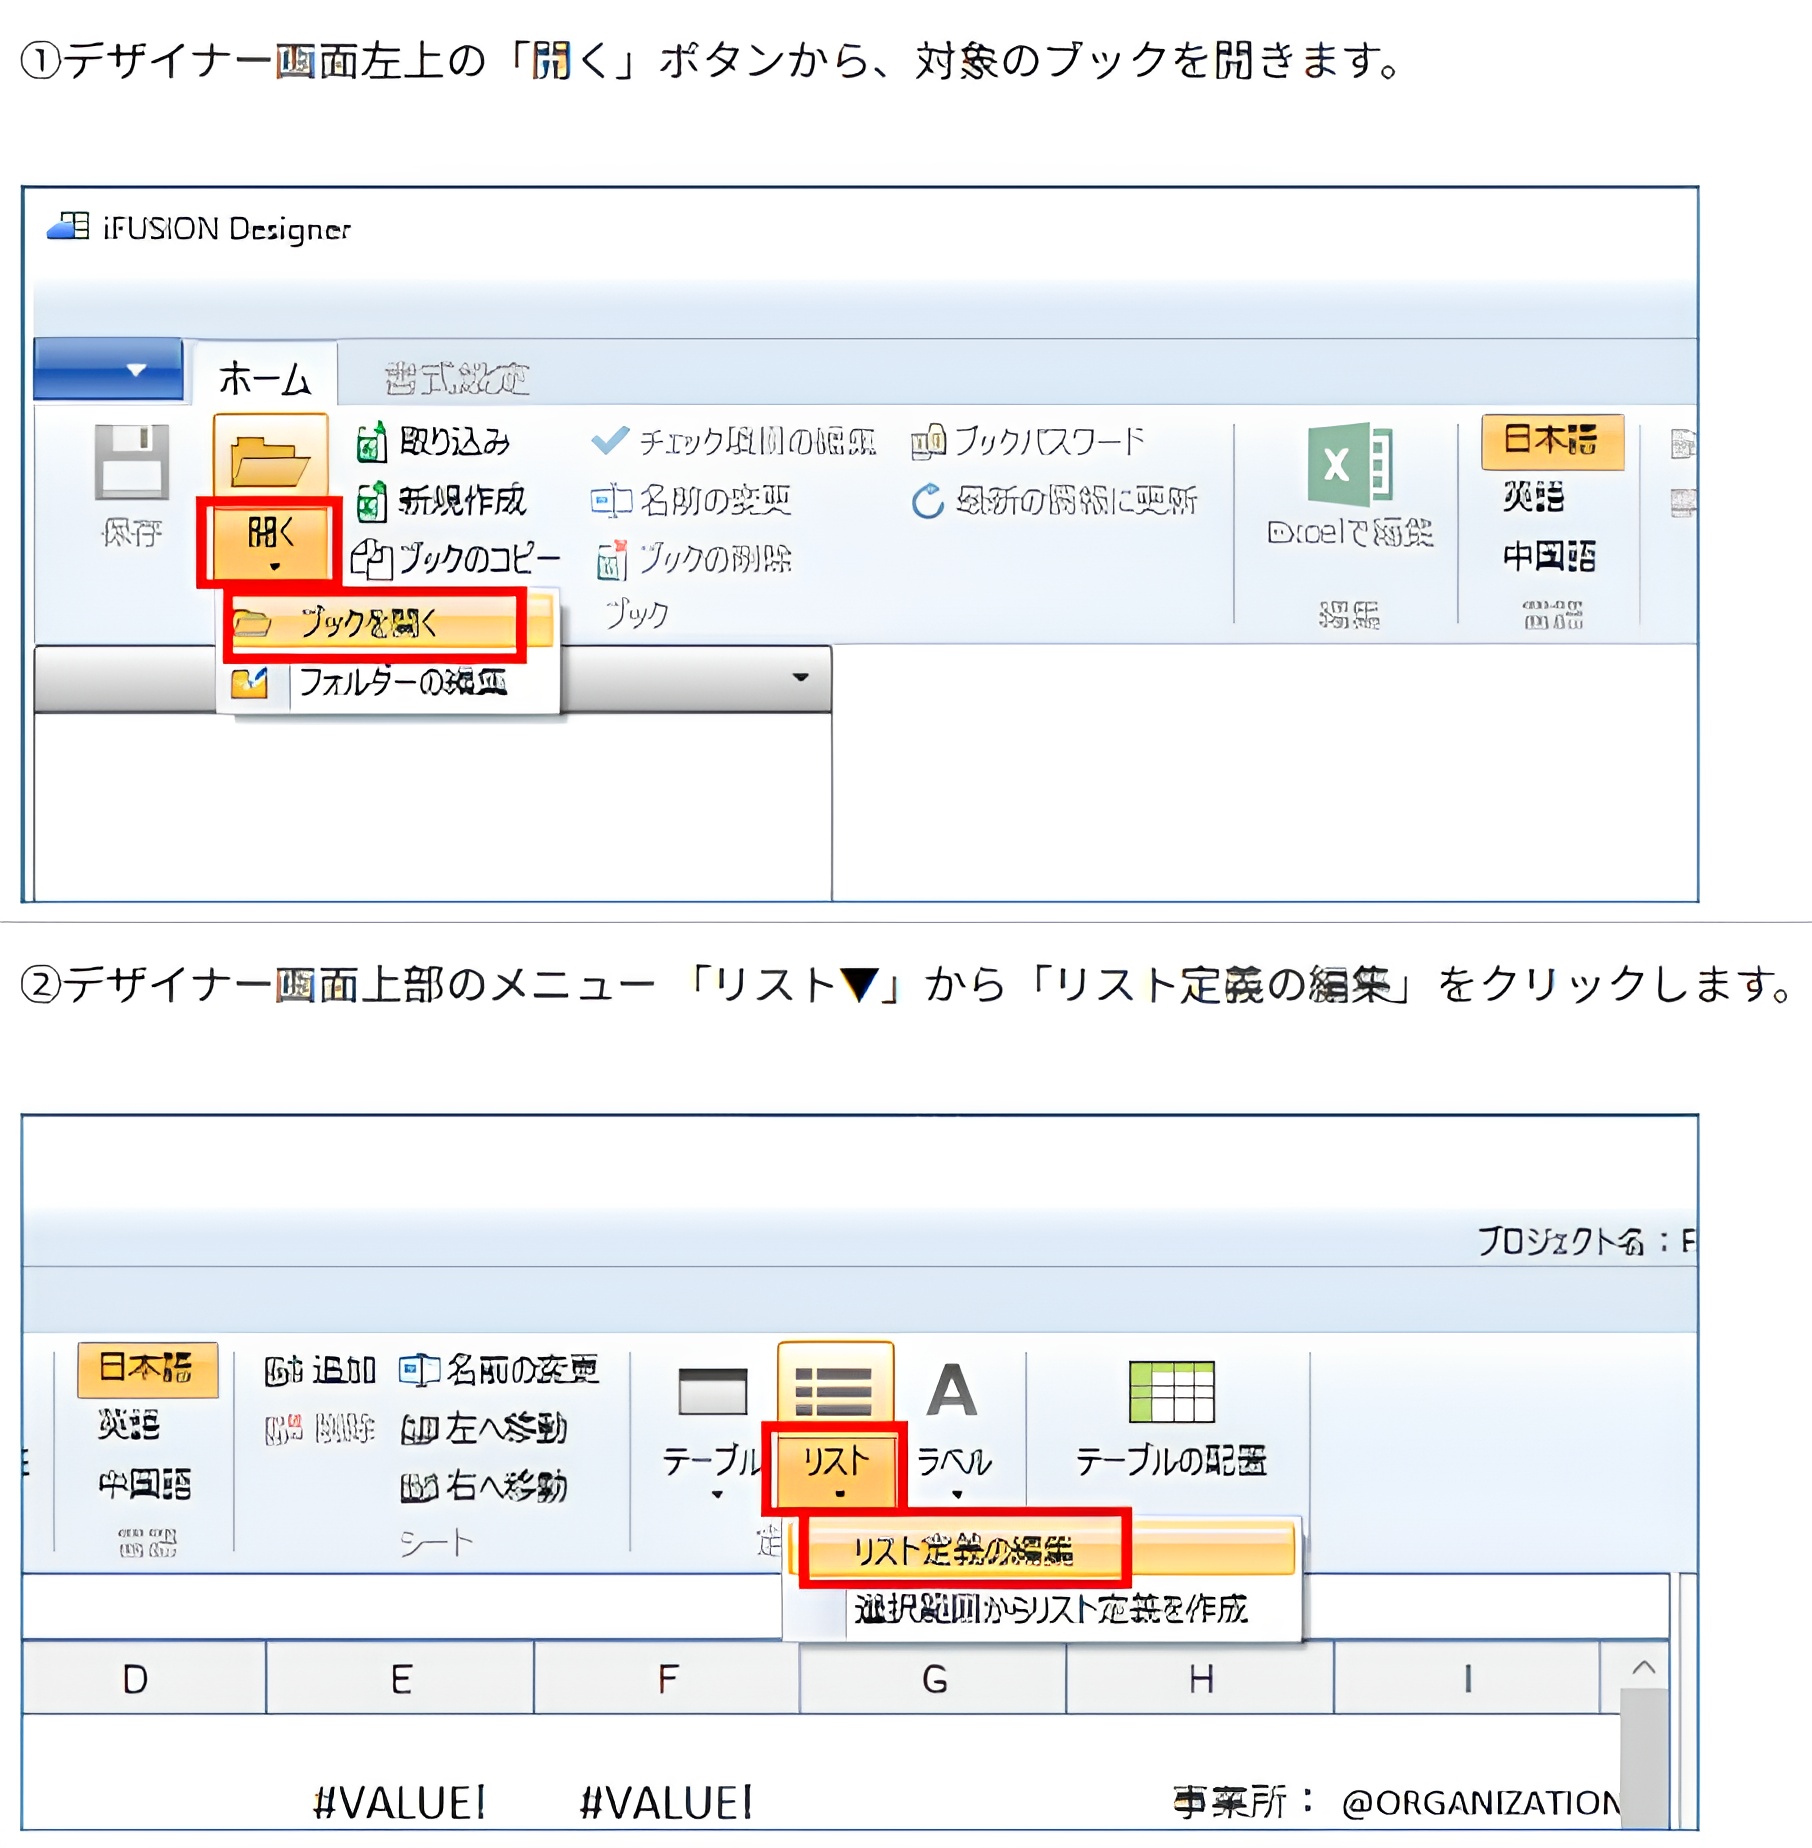 ①デザイナー画面左上の「開く」ボタンから、対象のブックを開きます。
iFUSION Designer
ホーム 書式設定
保存
開く
取り込み
新規作成
ブックのコピー
チェック項目の編集
名前の変更
ブックの削除
ブックパスワード
最新の情報に更新
ブック
Excelで編集
編集
日本語
英語
中国語
言語
ブックを開く
フォルダーの編集
②デザイナー画面上部のメニュー「リスト▼」から「リスト定義の編集」をクリックします。
プロジェクト名：
日本語
英語
中国語
追加
削除
名前の変更
左へ移動
右へ移動
シート
テーブル
リスト
ラベル
テーブルの配置
リスト定義の編集
選択範囲からリスト定義を作成
D E F G H I
#VALUE! #VALUE! 事業所： @ORGANIZATION